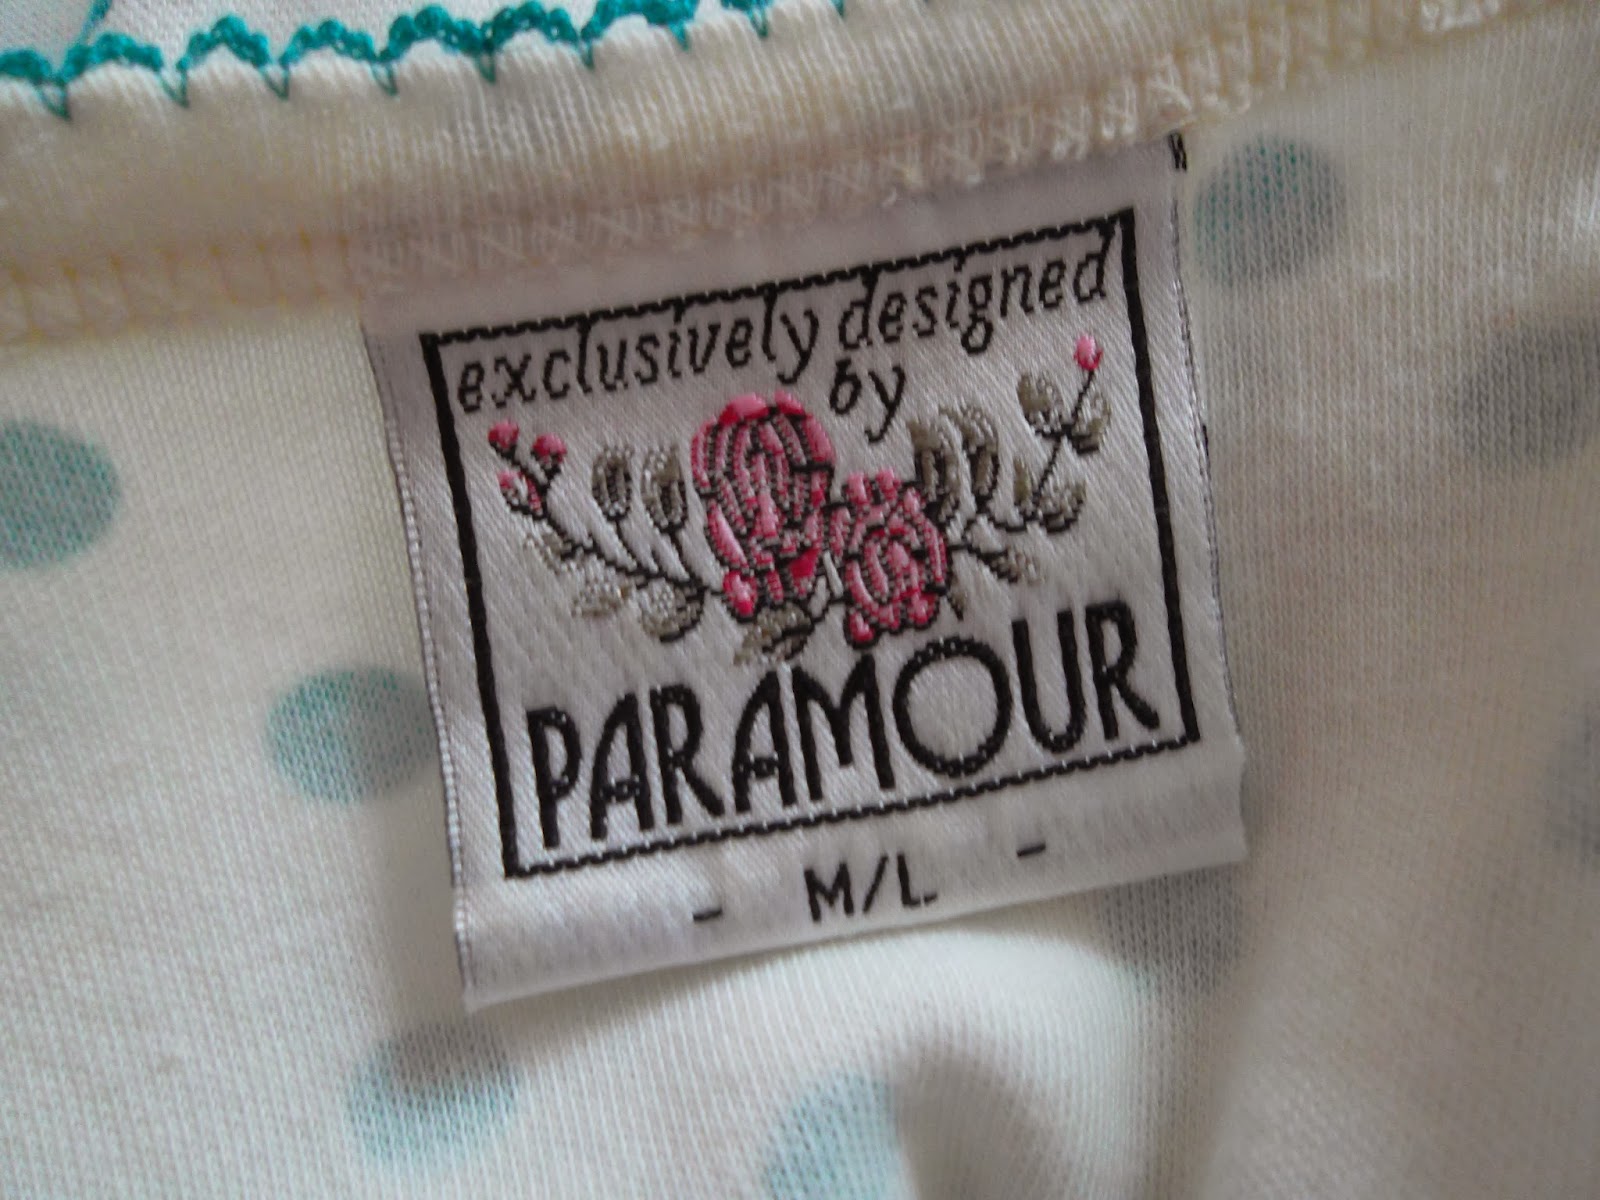 exclusively designed
by
PARAMOUR
- M/L -